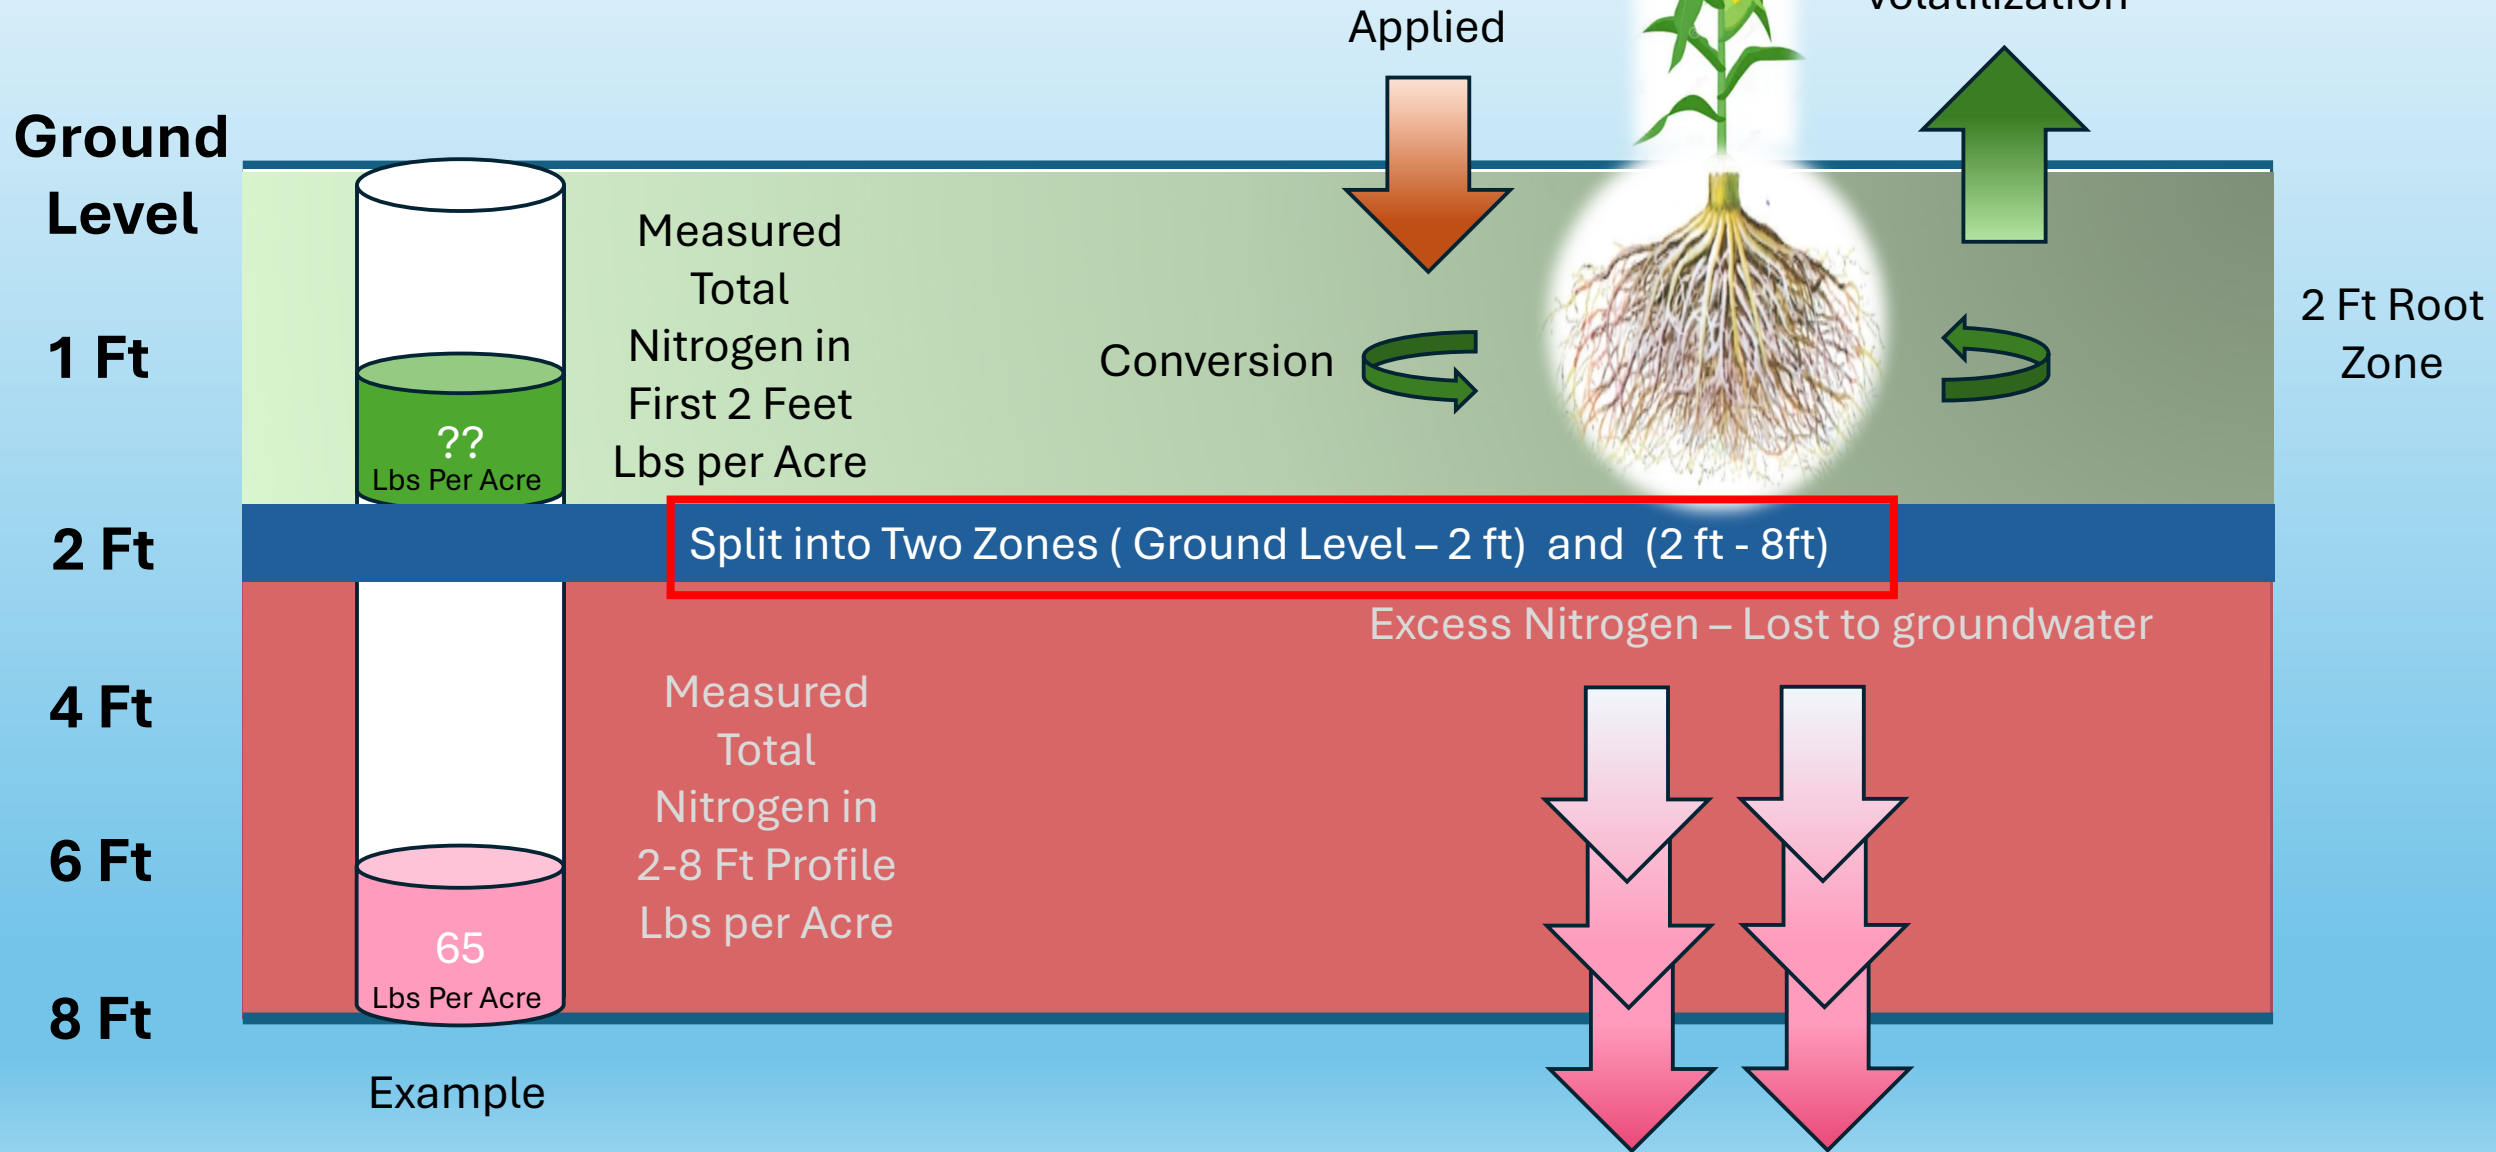 Applied
Volatilization
Ground
Level
1 Ft
2 Ft
4 Ft
6 Ft
8 Ft
Measured
Total
Nitrogen in
First 2 Feet
Lbs per Acre
??
Lbs Per Acre
Conversion
2 Ft Root
Zone
Split into Two Zones ( Ground Level – 2 ft) and (2 ft - 8ft)
Excess Nitrogen – Lost to groundwater
Measured
Total
Nitrogen in
2-8 Ft Profile
Lbs per Acre
65
Lbs Per Acre
Example